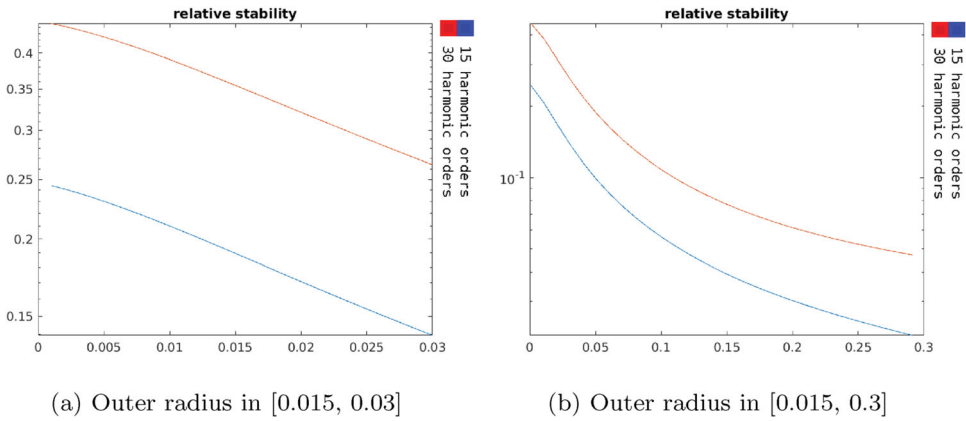 relative stability
0.4
0.35
0.3
0.25
0.2
0.15
0 0.005 0.01 0.015 0.02 0.025 0.03
15 harmonic orders
30 harmonic orders
(a) Outer radius in [0.015, 0.03]
relative stability
10⁻¹
0 0.05 0.1 0.15 0.2 0.25 0.3
15 harmonic orders
30 harmonic orders
(b) Outer radius in [0.015, 0.3]